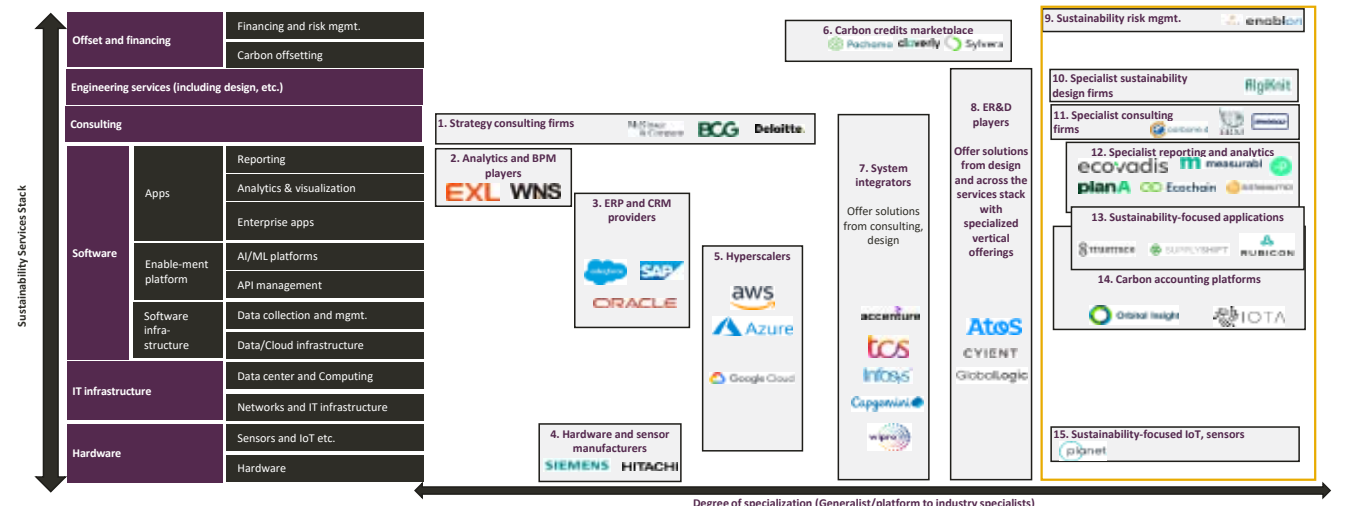 Sustainability Services Stack
Offset and financing
Financing and risk mgmt.
Carbon offsetting
Engineering services (including design, etc.)
Consulting
Software
Apps
Reporting
Analytics & visualization
Enterprise apps
Enable-ment
platform
AI/ML platforms
API management
Software
infra-
structure
Data collection and mgmt.
Data/Cloud infrastructure
IT infrastructure
Data center and Computing
Networks and IT infrastructure
Hardware
Sensors and IoT etc.
Hardware
1. Strategy consulting firms
McKinsey
& Company
BCG
Deloitte.
2. Analytics and BPM
players
EXL WNS
3. ERP and CRM
providers
salesforce
SAP
ORACLE
4. Hardware and sensor
manufacturers
SIEMENS HITACHI
5. Hyperscalers
aws
Azure
Google Cloud
6. Carbon credits marketplace
Pachama cloverly Sylvera
7. System
integrators
Offer solutions
from consulting,
design
accenture
tcs
Infosys
Capgemini
wipro
8. ER&D
players
Offer solutions
from design
and across the
services stack
with
specialized
vertical
offerings
Atos
CYIENT
GlobalLogic
9. Sustainability risk mgmt.
enablon
10. Specialist sustainability
design firms
AlgiKnit
11. Specialist consulting
firms
12. Specialist reporting and analytics
ecovadis measurabl
planA Ecochain
13. Sustainability-focused applications
SUPPLYSHIFT
RUBICON
14. Carbon accounting platforms
Orbital Insight
IOTA
15. Sustainability-focused IoT, sensors
planet
Degree of specialization (Generalist/platform to industry specialists)